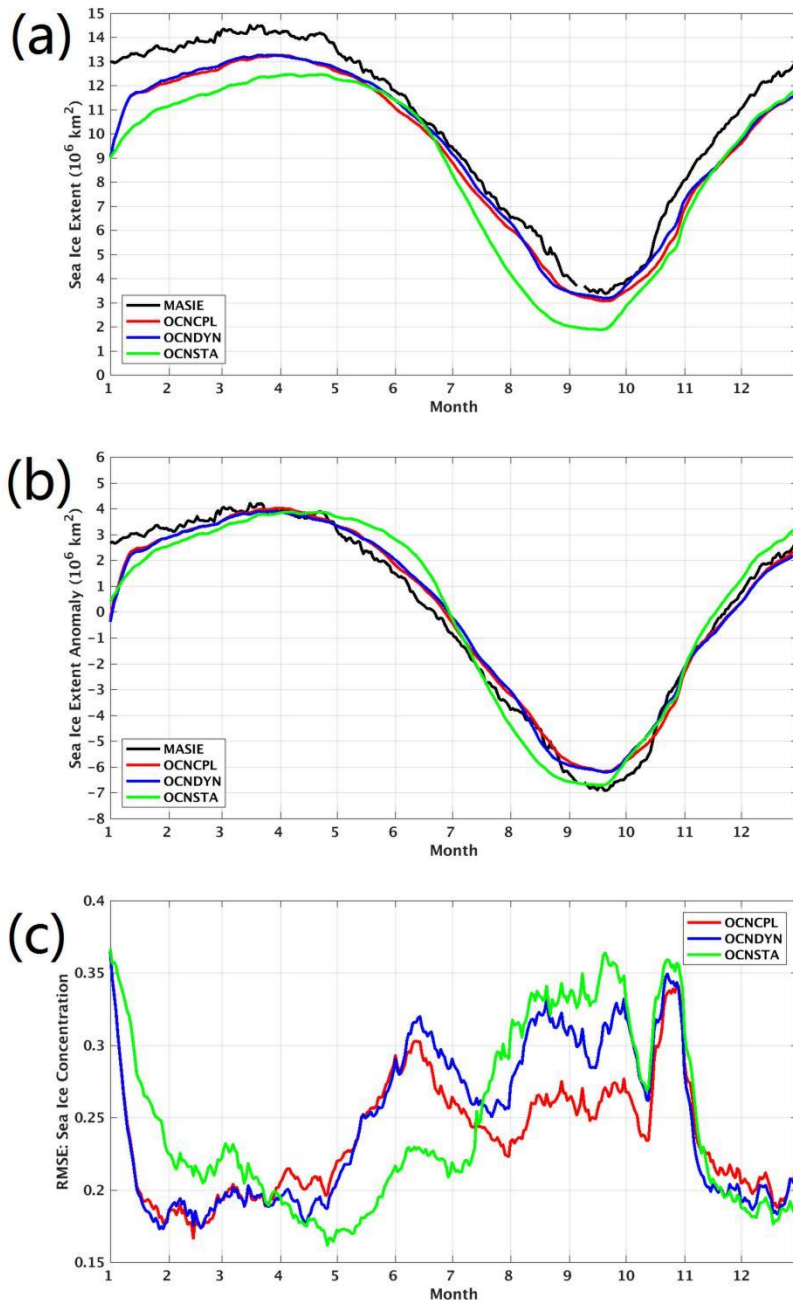 (a)
Sea Ice Extent (10⁶ km²)
15
14
13
12
11
10
9
8
7
6
5
4
3
2
1
0
MASIE
OCNCPL
OCNDYN
OCNSTA
1 2 3 4 5 6 7 8 9 10 11 12
Month
(b)
Sea Ice Extent Anomaly (10⁶ km²)
6
5
4
3
2
1
0
-1
-2
-3
-4
-5
-6
-7
-8
MASIE
OCNCPL
OCNDYN
OCNSTA
1 2 3 4 5 6 7 8 9 10 11 12
Month
(c)
RMSE: Sea Ice Concentration
0.4
0.35
0.3
0.25
0.2
0.15
OCNCPL
OCNDYN
OCNSTA
1 2 3 4 5 6 7 8 9 10 11 12
Month